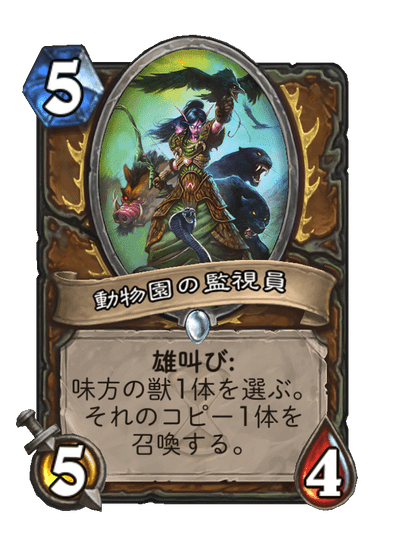 5
動物園の監視員
雄叫び:
味方の獣1体を選ぶ。
それのコピー1体を
召喚する。
5
4